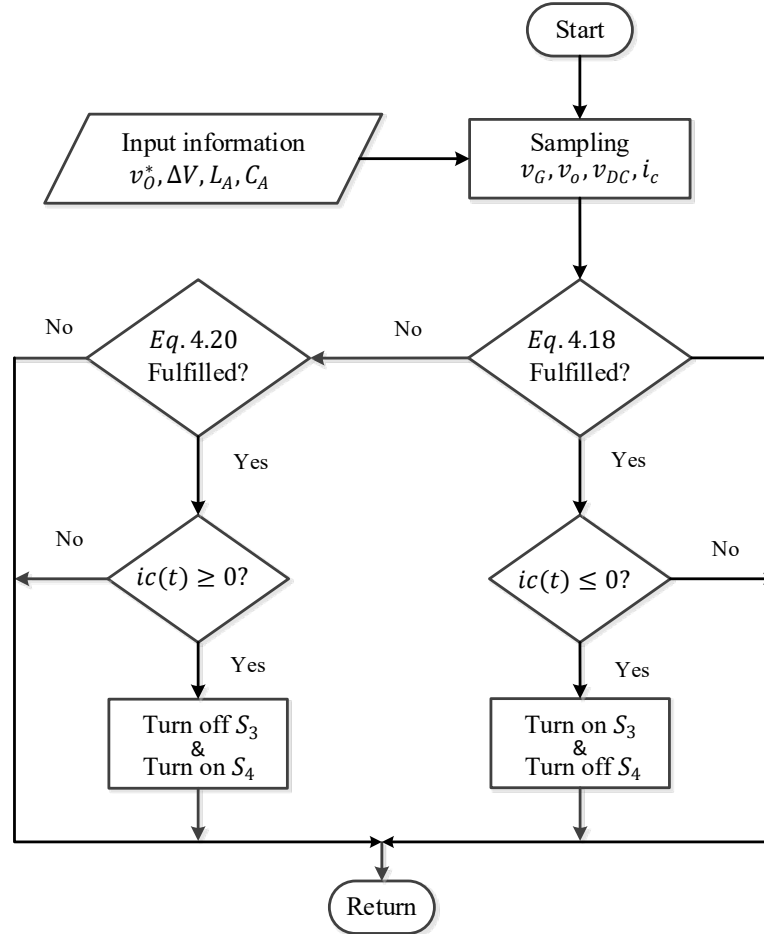 Start
Input information
v_O^*, ΔV, L_A, C_A
Sampling
v_G, v_o, v_DC, i_c
No
Eq. 4.20
Fulfilled?
No
Eq. 4.18
Fulfilled?
Yes
Yes
No
ic(t) ≥ 0?
ic(t) ≤ 0?
No
Yes
Yes
Turn off S_3
&
Turn on S_4
Turn on S_3
&
Turn off S_4
Return